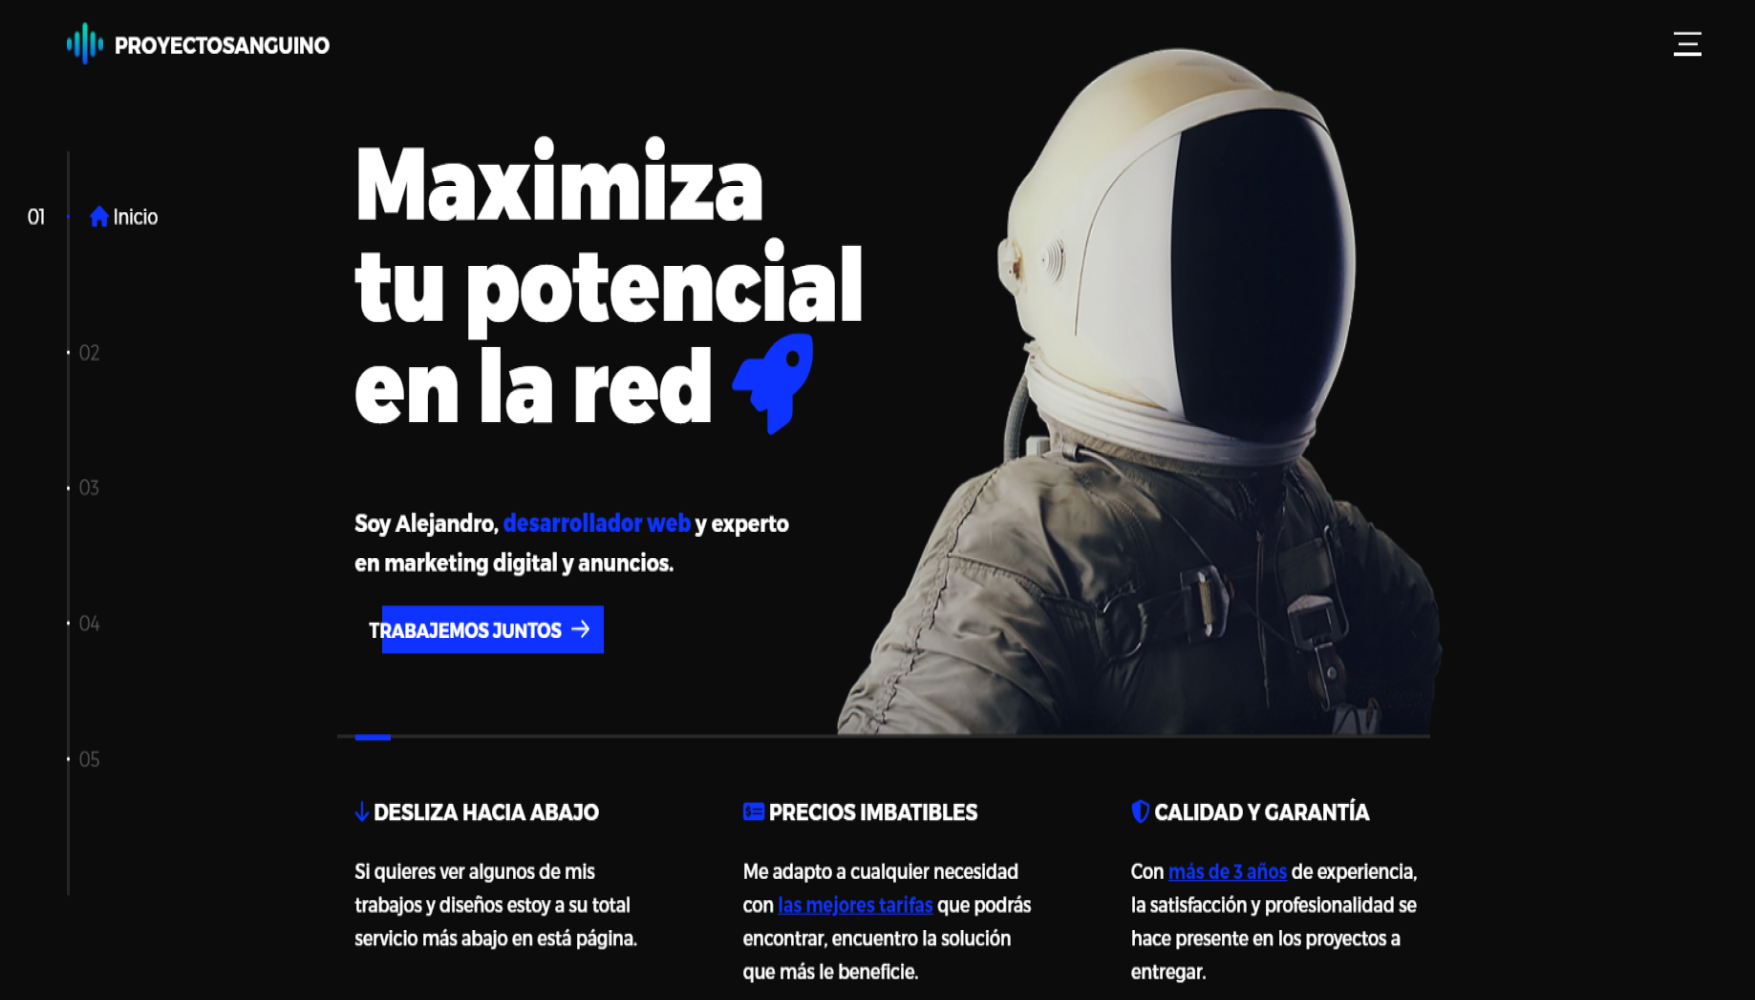 PROYECTOSANGUINO
Maximiza
tu potencial
en la red
01 Inicio
02
03
04
05
Soy Alejandro, desarrollador web y experto
en marketing digital y anuncios.
TRABAJEMOS JUNTOS →
DESLIZA HACIA ABAJO
Si quieres ver algunos de mis
trabajos y diseños estoy a su total
servicio más abajo en está página.
PRECIOS IMBATIBLES
Me adapto a cualquier necesidad
con las mejores tarifas que podrás
encontrar, encuentro la solución
que más le beneficie.
CALIDAD Y GARANTÍA
Con más de 3 años de experiencia,
la satisfacción y profesionalidad se
hace presente en los proyectos a
entregar.